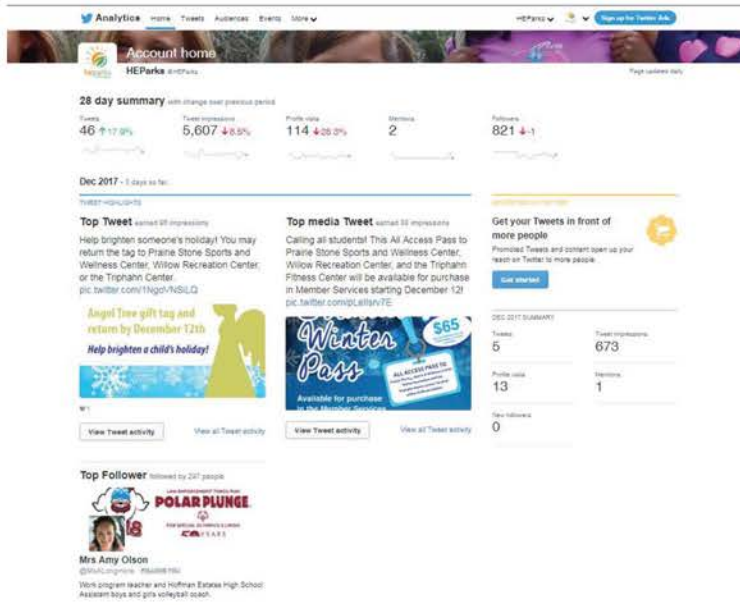 Analytics Home Tweets Audiences Events More
HEParks
Sign up for Twitter Ads
Account home
HEParks @HEParks
Page updated daily
heparks
28 day summary with change over previous period
Tweets
46 ↑17.9%
Tweet impressions
5,607 ↓8.5%
Profile visits
114
Mentions
2
Followers
821 ↓-1
Dec 2017 -
TWEET HIGHLIGHTS
Top Tweet earned impressions
Help brighten someone's holiday! You may
return the tag to Prairie Stone Sports and
Wellness Center, Willow Recreation Center,
or the Triphahn Center.
Angel Tree gift tag and
return by December 12th
Help brighten a child's holiday!
View Tweet activity
View all Tweet activity
Top media Tweet earned impressions
Calling all students! This All Access Pass to
Prairie Stone Sports and Wellness Center,
Willow Recreation Center, and the Triphahn
Fitness Center will be available for purchase
in Member Services starting December 12!
Winter
Pass
$65
ALL ACCESS PASS TO
Available for purchase
in the Member Services
View Tweet activity
View all Tweet activity
Get your Tweets in front of
more people
Promoted Tweets and content open up your
reach on Twitter to more people.
Get started
DEC 2017 SUMMARY
Tweets
5
Tweet impressions
673
Profile visits
13
Mentions
1
New followers
0
Top Follower followed by 247 people
LAW ENFORCEMENT TORCH RUN
POLAR PLUNGE
FOR SPECIAL OLYMPICS ILLINOIS
50 YEARS
Mrs Amy Olson
Work program teacher and Hoffman Estates High School
Assistant boys and girls volleyball coach.